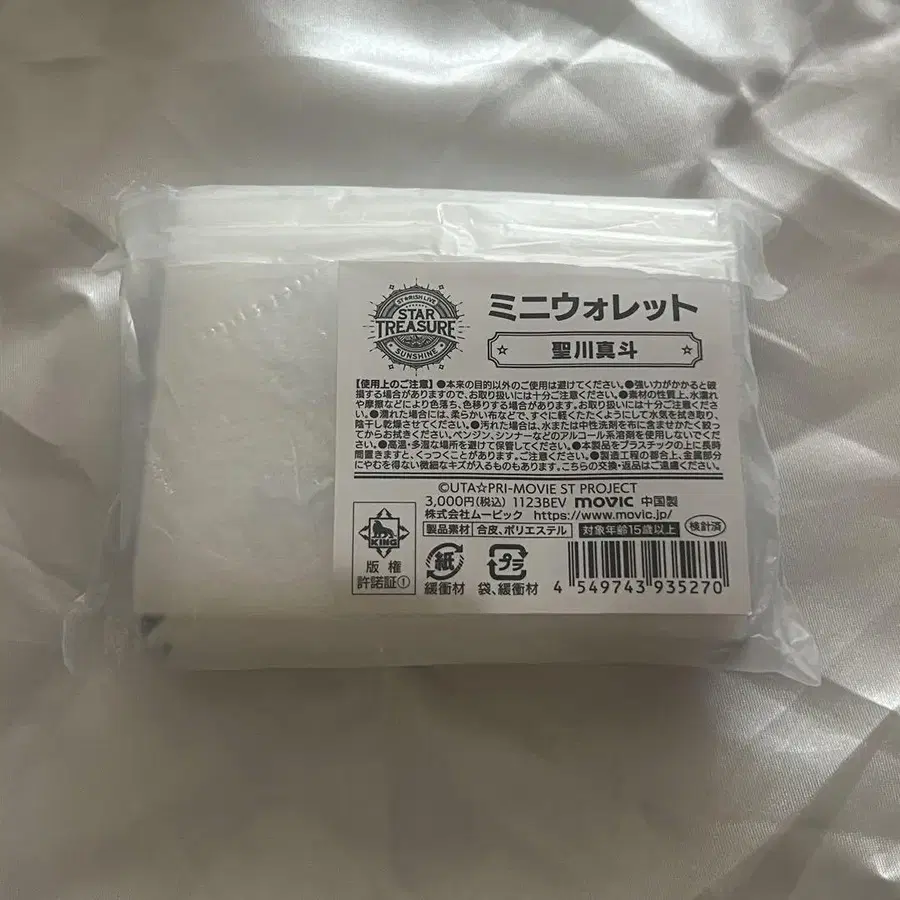 ST☆RISH LIVE
STAR
TREASURE
SUNSHINE
ミニウォレット
☆ 聖川真斗 ☆
【使用上のご注意】●本来の目的以外のご使用は避けてください。●強い力がかかると破
損する場合がありますので、お取り扱いには十分ご注意ください。●素材の性質上、水濡れ
や摩擦などにより色落ち、色移りする場合があります。お取り扱いには十分ご注意くださ
い。●濡れた場合には、柔らかい布などで、すぐに軽くたたくようにして水気を拭き取り、
陰干し乾燥させてください。●汚れた場合は、水または中性洗剤を布に含ませかたく絞っ
てからお拭きください。ベンジン、シンナーなどのアルコール系溶剤を使用しないでくだ
さい。●高温・多湿な場所を避けて保管してください。●本製品をプラスチックの上に長時
間置きますと、くっつくことがあります。ご注意ください。●製造工程の都合上、金属部分
にやむを得ない微細なキズが入るものもあります。こちらの交換・返品はご遠慮ください。
©UTA☆PRI-MOVIE ST PROJECT
3,000円(税込) 1123BEV movic 中国製
株式会社ムービック https://www.movic.jp/
製品素材 合皮、ポリエステル 対象年齢15歳以上 検針済
KING
版権
許諾証①
紙
緩衝材
プラ
袋、緩衝材
4 549743 935270